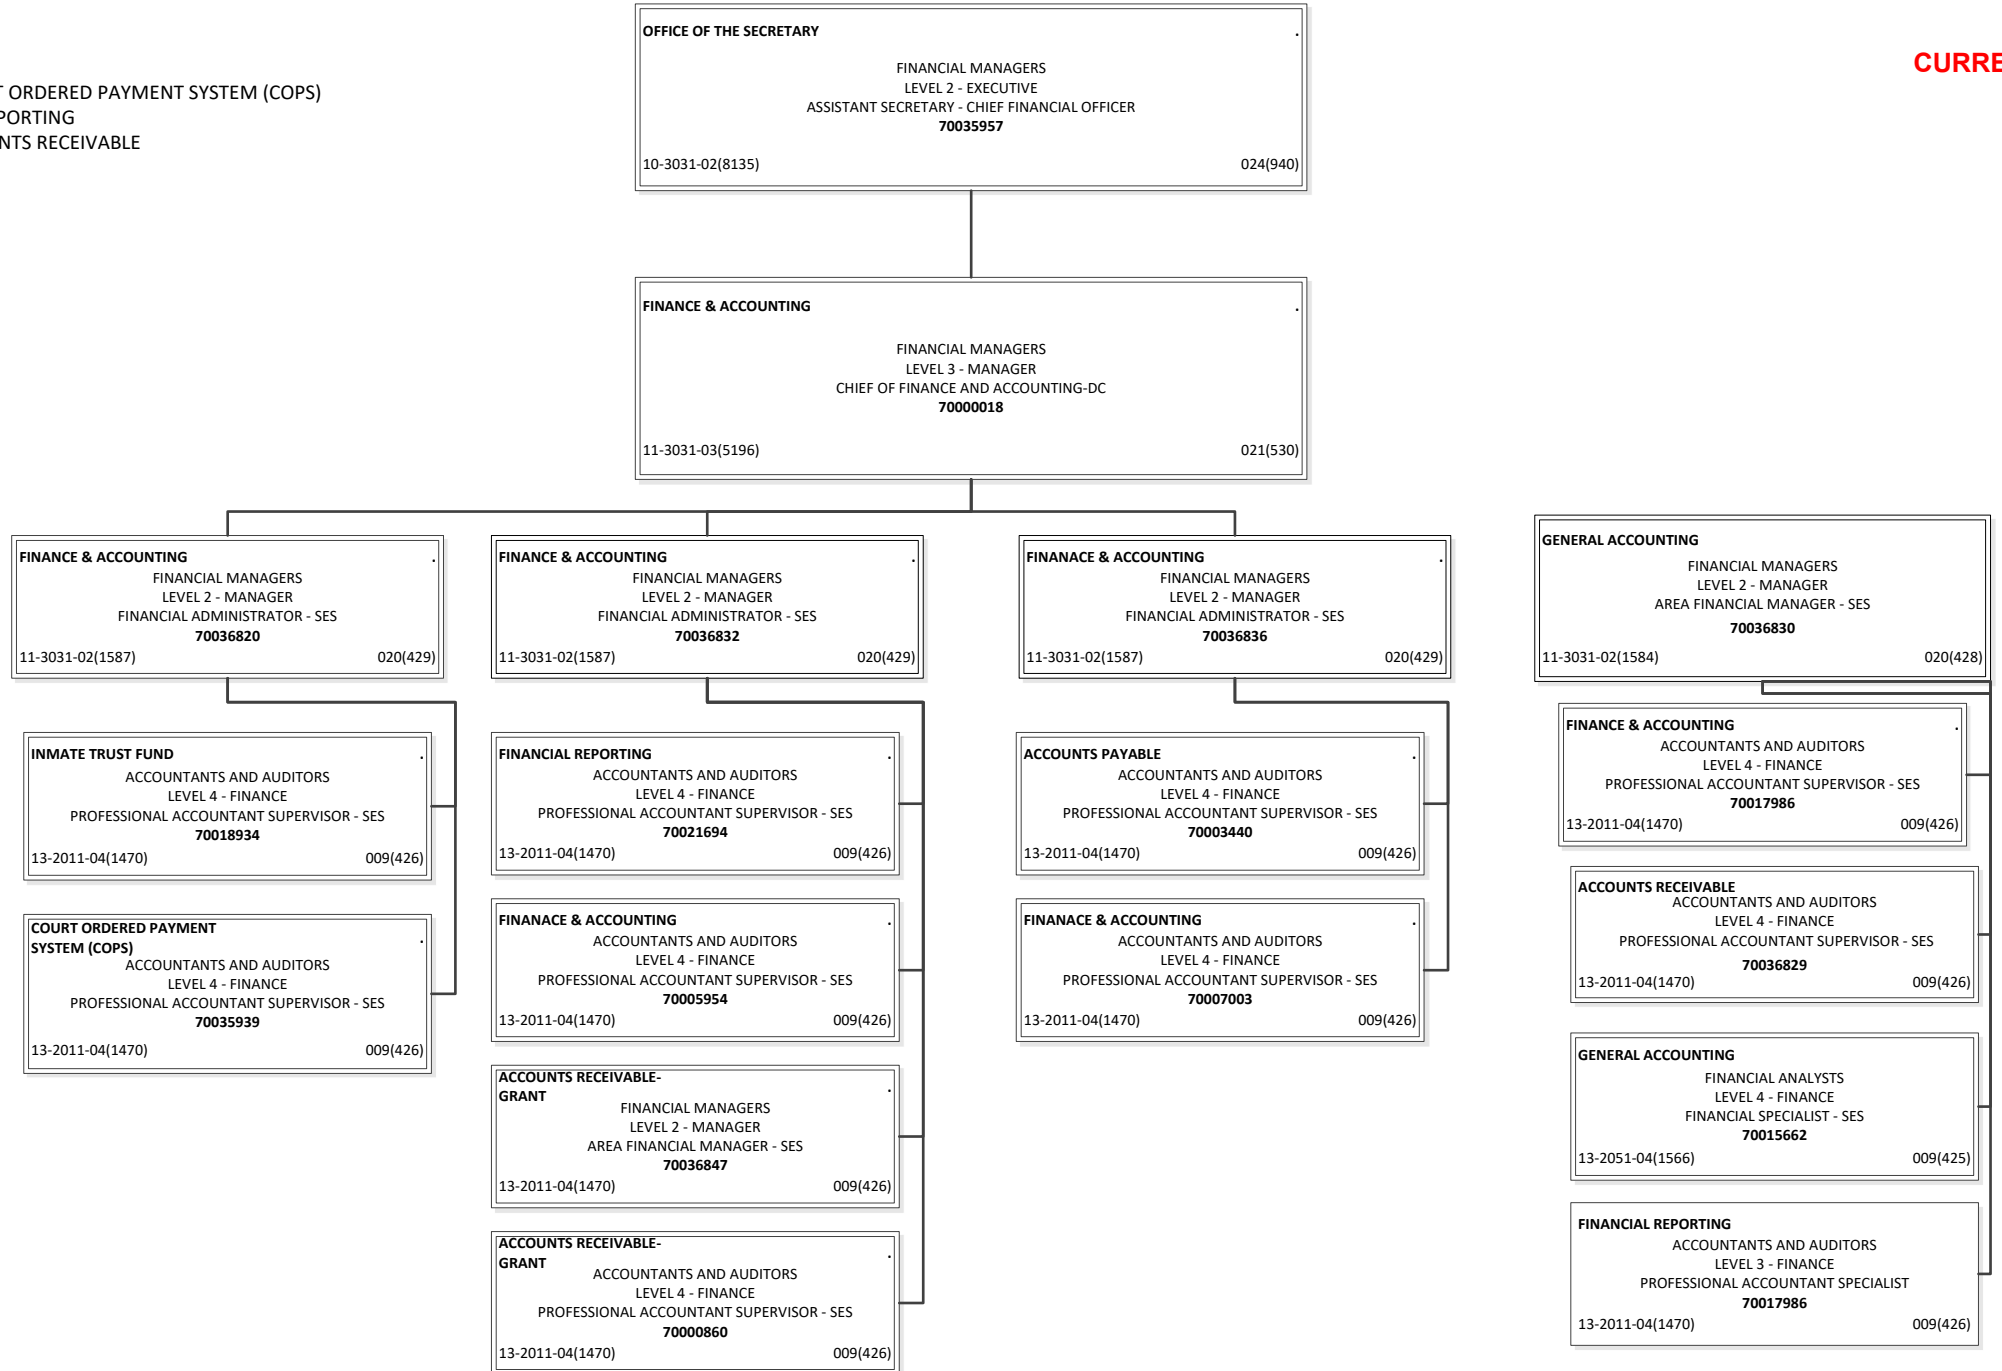 T ORDERED PAYMENT SYSTEM (COPS)
PORTING
NTS RECEIVABLE
CURRE
OFFICE OF THE SECRETARY .
FINANCIAL MANAGERS
LEVEL 2 - EXECUTIVE
ASSISTANT SECRETARY - CHIEF FINANCIAL OFFICER
70035957
10-3031-02(8135) 024(940)
FINANCE & ACCOUNTING .
FINANCIAL MANAGERS
LEVEL 3 - MANAGER
CHIEF OF FINANCE AND ACCOUNTING-DC
70000018
11-3031-03(5196) 021(530)
FINANCE & ACCOUNTING .
FINANCIAL MANAGERS
LEVEL 2 - MANAGER
FINANCIAL ADMINISTRATOR - SES
70036820
11-3031-02(1587) 020(429)
INMATE TRUST FUND .
ACCOUNTANTS AND AUDITORS
LEVEL 4 - FINANCE
PROFESSIONAL ACCOUNTANT SUPERVISOR - SES
70018934
13-2011-04(1470) 009(426)
COURT ORDERED PAYMENT
SYSTEM (COPS) .
ACCOUNTANTS AND AUDITORS
LEVEL 4 - FINANCE
PROFESSIONAL ACCOUNTANT SUPERVISOR - SES
70035939
13-2011-04(1470) 009(426)
FINANCE & ACCOUNTING .
FINANCIAL MANAGERS
LEVEL 2 - MANAGER
FINANCIAL ADMINISTRATOR - SES
70036832
11-3031-02(1587) 020(429)
FINANCIAL REPORTING .
ACCOUNTANTS AND AUDITORS
LEVEL 4 - FINANCE
PROFESSIONAL ACCOUNTANT SUPERVISOR - SES
70021694
13-2011-04(1470) 009(426)
FINANACE & ACCOUNTING .
ACCOUNTANTS AND AUDITORS
LEVEL 4 - FINANCE
PROFESSIONAL ACCOUNTANT SUPERVISOR - SES
70005954
13-2011-04(1470) 009(426)
ACCOUNTS RECEIVABLE-
GRANT .
FINANCIAL MANAGERS
LEVEL 2 - MANAGER
AREA FINANCIAL MANAGER - SES
70036847
13-2011-04(1470) 009(426)
ACCOUNTS RECEIVABLE-
GRANT .
ACCOUNTANTS AND AUDITORS
LEVEL 4 - FINANCE
PROFESSIONAL ACCOUNTANT SUPERVISOR - SES
70000860
13-2011-04(1470) 009(426)
FINANACE & ACCOUNTING .
FINANCIAL MANAGERS
LEVEL 2 - MANAGER
FINANCIAL ADMINISTRATOR - SES
70036836
11-3031-02(1587) 020(429)
ACCOUNTS PAYABLE .
ACCOUNTANTS AND AUDITORS
LEVEL 4 - FINANCE
PROFESSIONAL ACCOUNTANT SUPERVISOR - SES
70003440
13-2011-04(1470) 009(426)
FINANACE & ACCOUNTING .
ACCOUNTANTS AND AUDITORS
LEVEL 4 - FINANCE
PROFESSIONAL ACCOUNTANT SUPERVISOR - SES
70007003
13-2011-04(1470) 009(426)
GENERAL ACCOUNTING
FINANCIAL MANAGERS
LEVEL 2 - MANAGER
AREA FINANCIAL MANAGER - SES
70036830
11-3031-02(1584) 020(428)
FINANCE & ACCOUNTING .
ACCOUNTANTS AND AUDITORS
LEVEL 4 - FINANCE
PROFESSIONAL ACCOUNTANT SUPERVISOR - SES
70017986
13-2011-04(1470) 009(426)
ACCOUNTS RECEIVABLE
ACCOUNTANTS AND AUDITORS
LEVEL 4 - FINANCE
PROFESSIONAL ACCOUNTANT SUPERVISOR - SES
70036829
13-2011-04(1470) 009(426)
GENERAL ACCOUNTING
FINANCIAL ANALYSTS
LEVEL 4 - FINANCE
FINANCIAL SPECIALIST - SES
70015662
13-2051-04(1566) 009(425)
FINANCIAL REPORTING
ACCOUNTANTS AND AUDITORS
LEVEL 3 - FINANCE
PROFESSIONAL ACCOUNTANT SPECIALIST
70017986
13-2011-04(1470) 009(426)